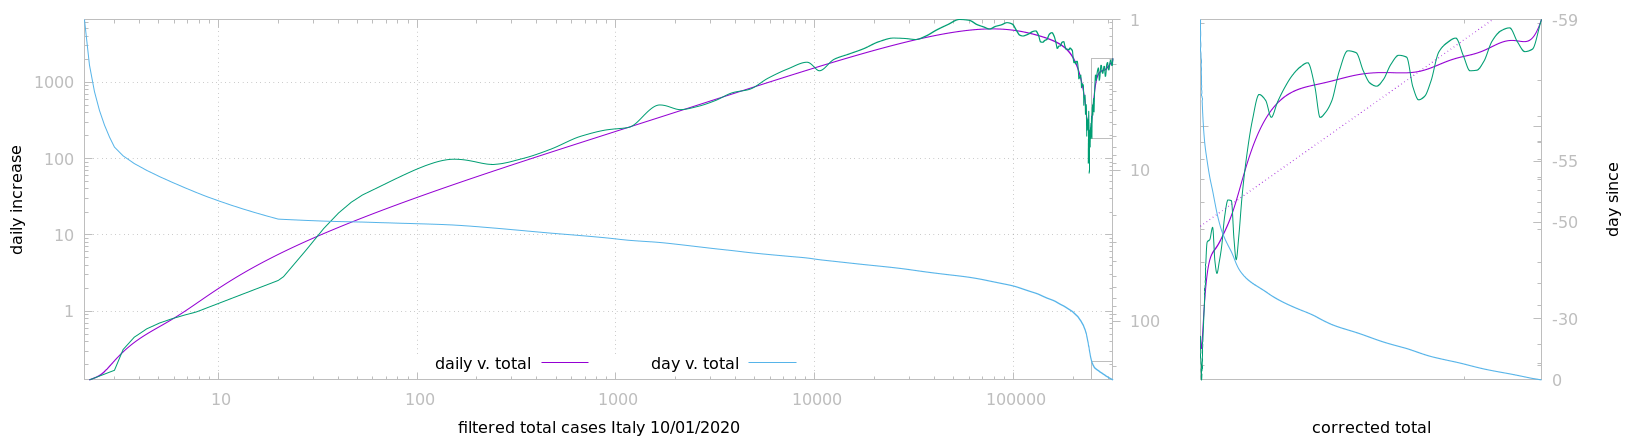 daily increase
1000
100
10
1
10
100
1000
10000
100000
daily v. total
day v. total
filtered total cases Italy 10/01/2020
1
10
100
-59
-55
-50
-30
0
day since
corrected total